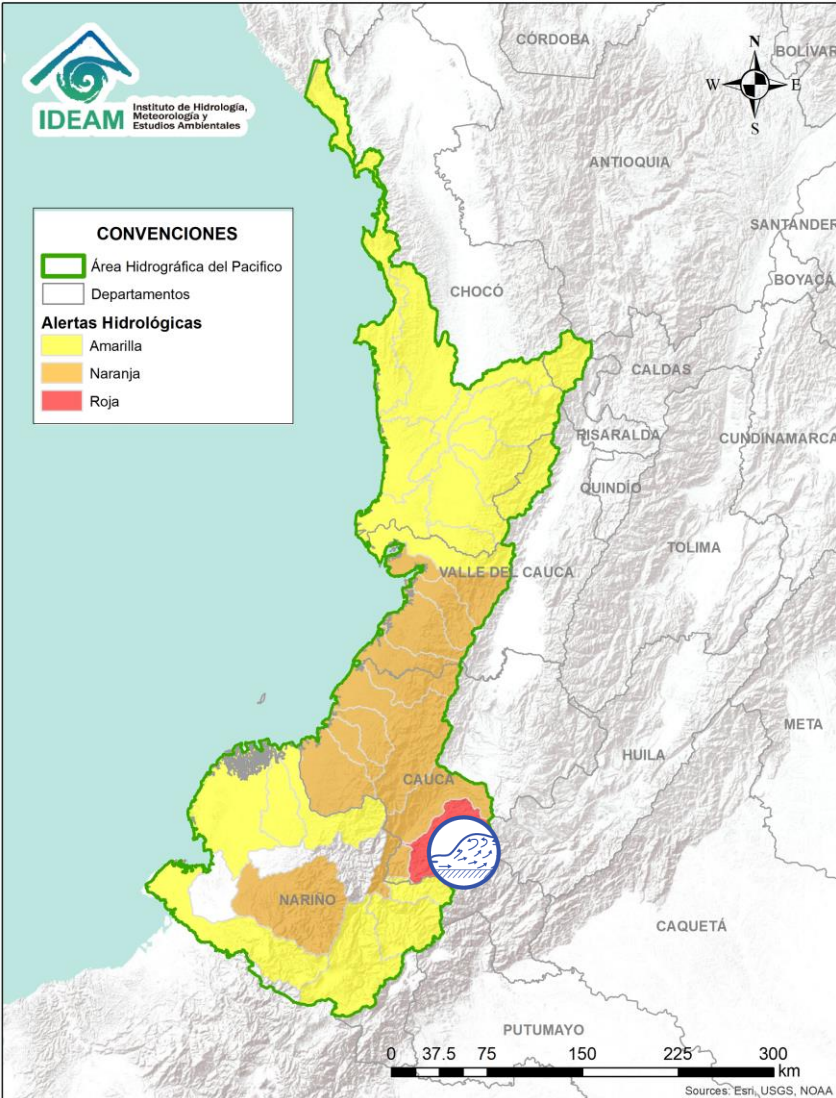 IDEAM
Instituto de Hidrología,
Meteorología y
Estudios Ambientales
N
W
E
S
CÓRDOBA
BOLÍVAR
ANTIOQUIA
SANTANDER
BOYACÁ
CHOCÓ
CALDAS
RISARALDA
CUNDINAMARCA
QUINDÍO
TOLIMA
VALLE DEL CAUCA
META
HUILA
CAUCA
NARIÑO
CAQUETÁ
PUTUMAYO
CONVENCIONES
Área Hidrográfica del Pacifico
Departamentos
Alertas Hidrológicas
Amarilla
Naranja
Roja
0 37.5 75 150 225 300
km
Sources: Esri, USGS, NOAA